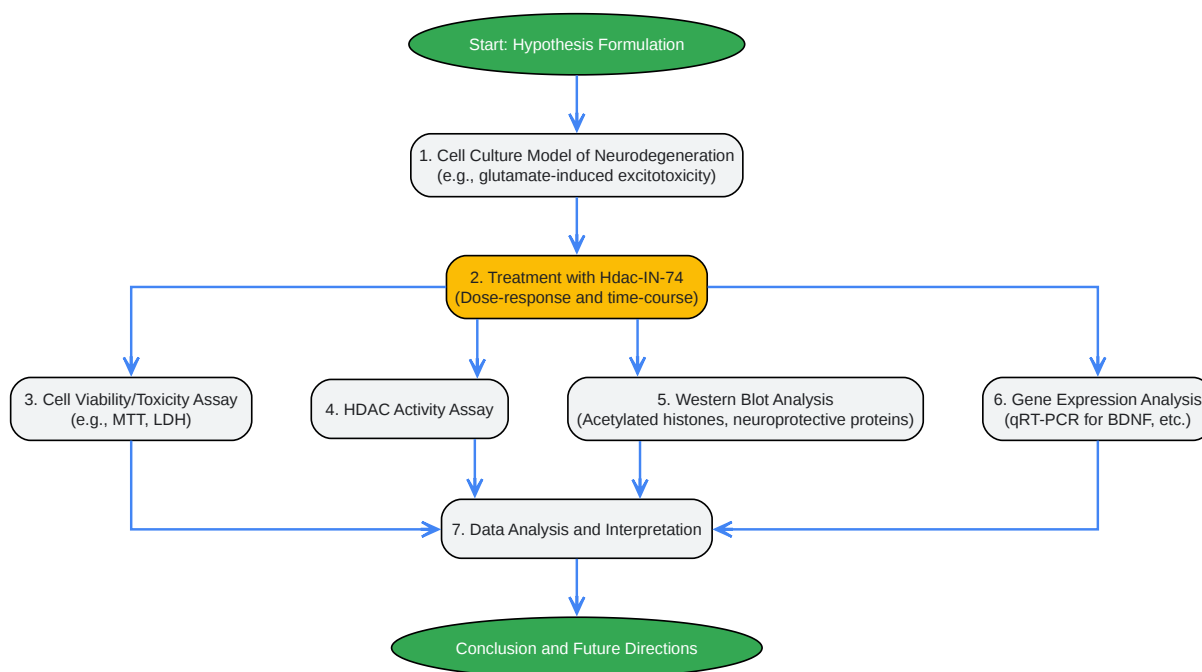 Start: Hypothesis Formulation
1. Cell Culture Model of Neurodegeneration
(e.g., glutamate-induced excitotoxicity)
2. Treatment with Hdac-IN-74
(Dose-response and time-course)
3. Cell Viability/Toxicity Assay
(e.g., MTT, LDH)
4. HDAC Activity Assay
5. Western Blot Analysis
(Acetylated histones, neuroprotective proteins)
6. Gene Expression Analysis
(qRT-PCR for BDNF, etc.)
7. Data Analysis and Interpretation
Conclusion and Future Directions